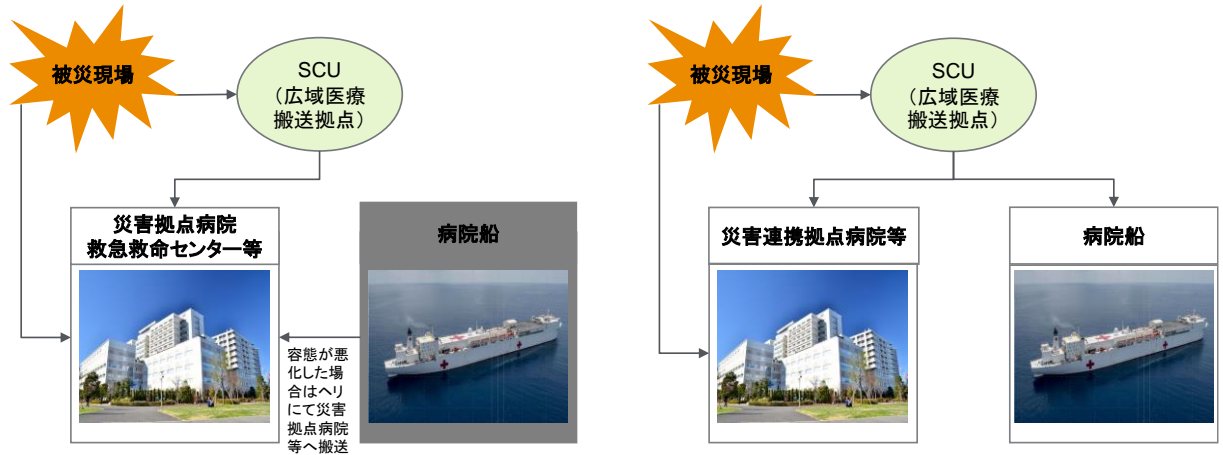 被災現場
SCU
（広域医療
搬送拠点）
災害拠点病院
救急救命センター等
病院船
容態が悪
化した場
合はヘリ
にて災害
拠点病院
等へ搬送
被災現場
SCU
（広域医療
搬送拠点）
災害連携拠点病院等
病院船